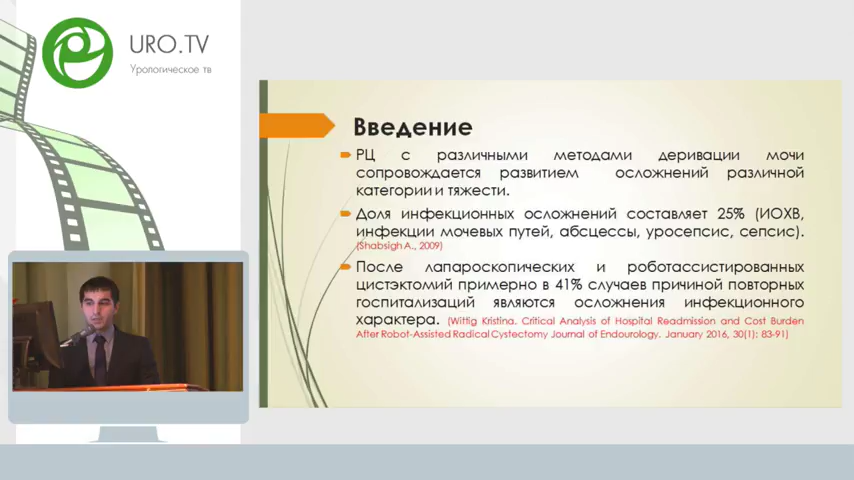 URO.TV
Урологическое тв
Введение
РЦ с различными методами деривации мочи
сопровождается развитием осложнений различной
категории и тяжести.
Доля инфекционных осложнений составляет 25% (ИОХВ,
инфекции мочевых путей, абсцессы, уросепсис, сепсис).
(Shabsigh A., 2009)
После лапароскопических и роботассистированных
цистэктомий примерно в 41% случаев причиной повторных
госпитализаций являются осложнения инфекционного
характера. (Wittig Kristina. Critical Analysis of Hospital Readmission and Cost Burden
After Robot-Assisted Radical Cystectomy Journal of Endourology. January 2016, 30(1): 83-91)